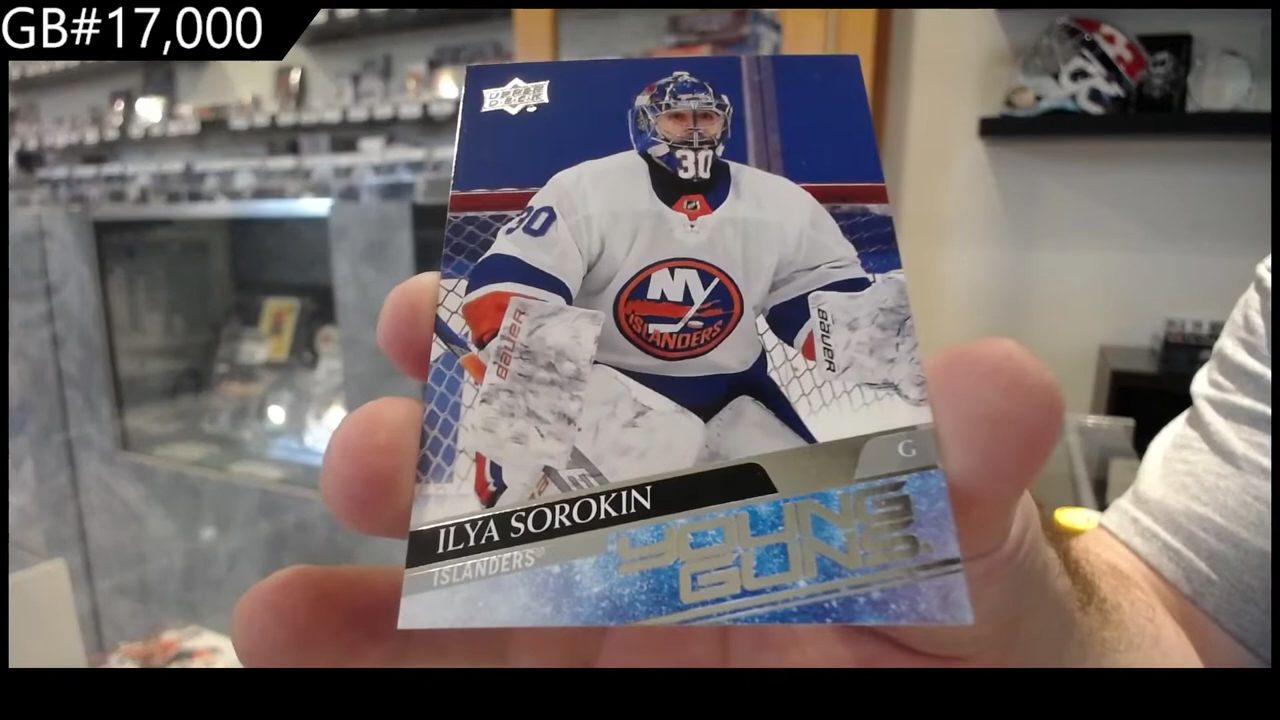 GB#17,000
UPPER
DECK
30
30
NY
ISLANDERS
BAUER
BAUER
G
ILYA SOROKIN
ISLANDERS
YOUNG
GUNS